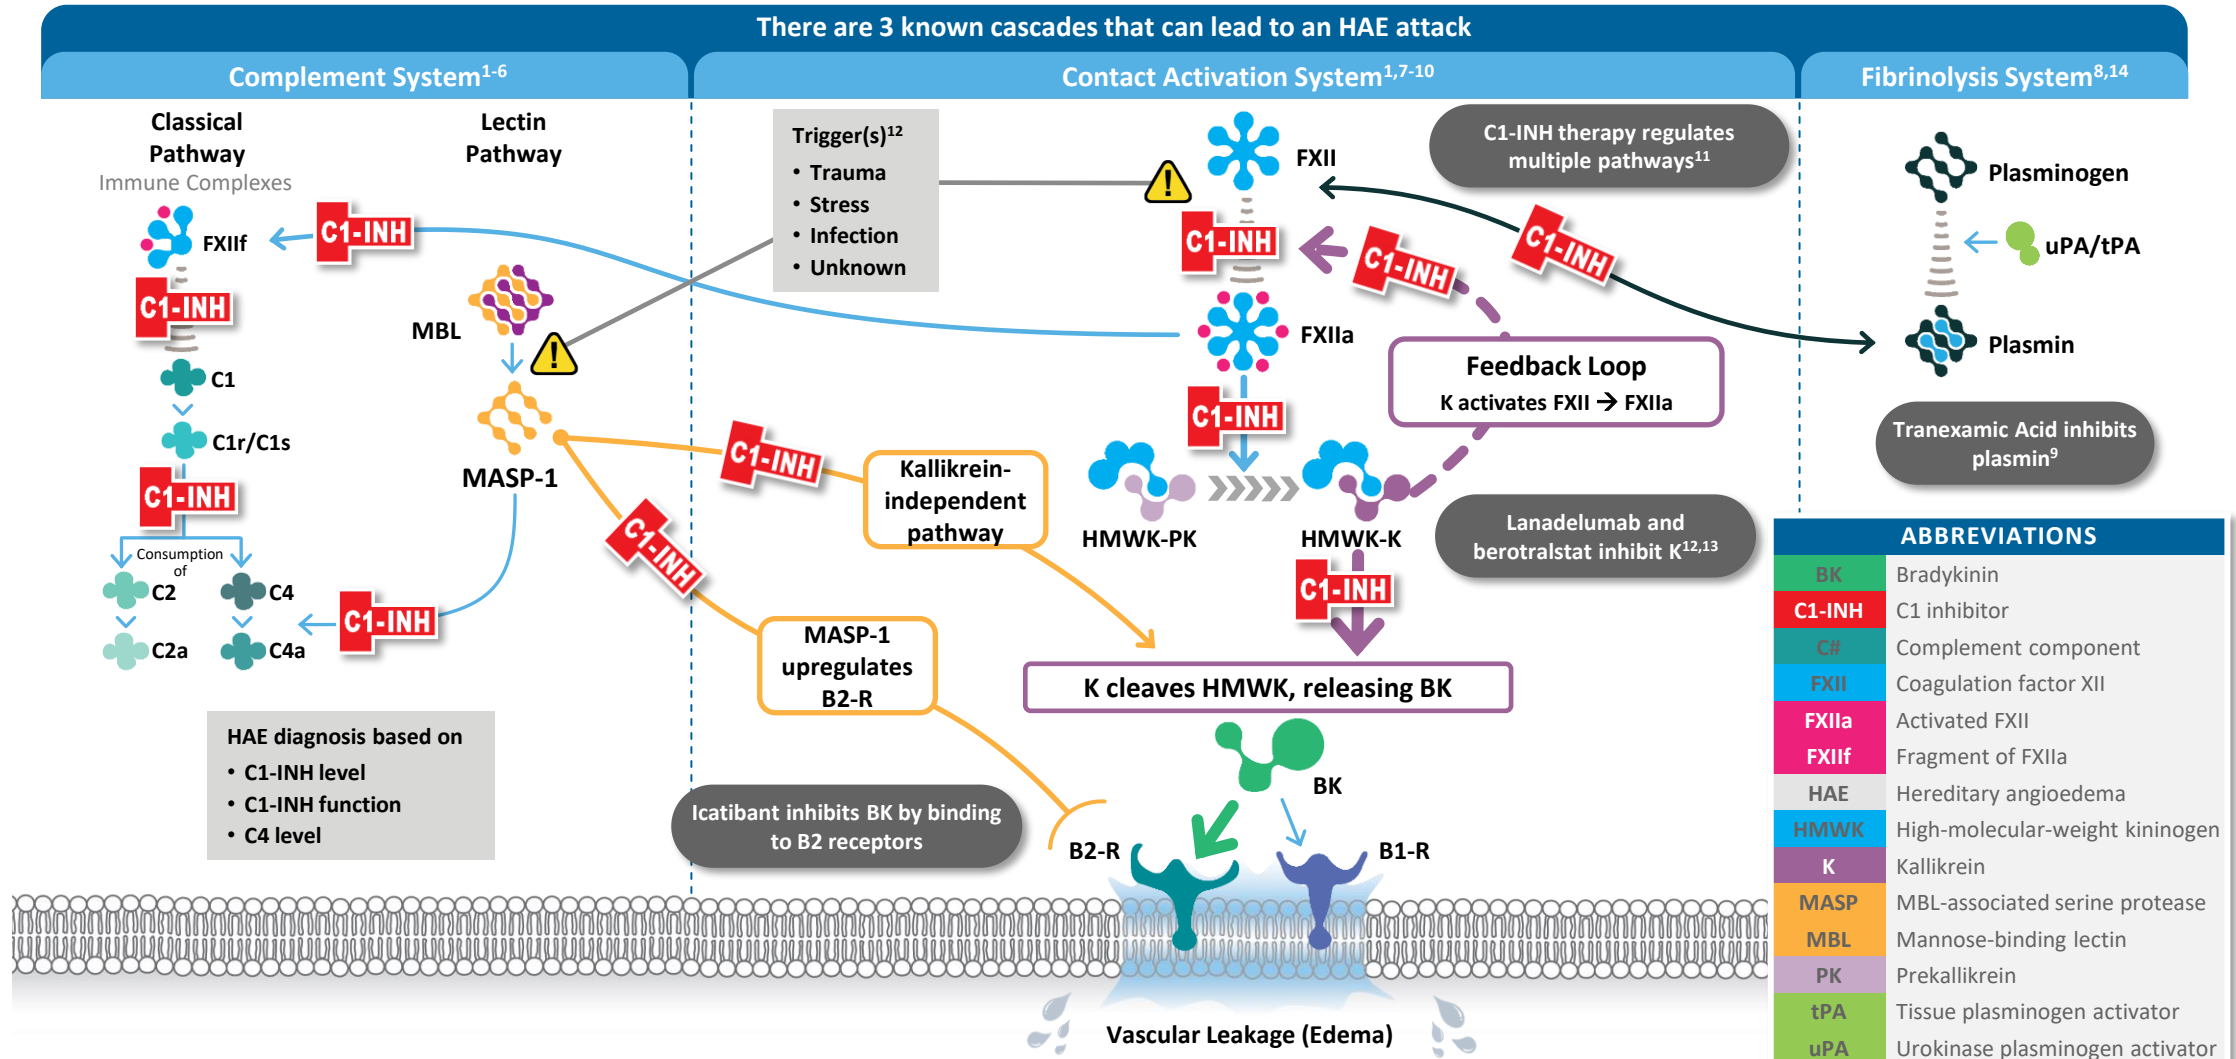 There are 3 known cascades that can lead to an HAE attack
Complement System1-6
Contact Activation System1,7-10
Fibrinolysis System8,14
Classical
Pathway
Immune Complexes
Lectin
Pathway
FXIIf
C1-INH
C1-INH
C1
C1r/C1s
C1-INH
Consumption
of
C2
C4
C2a
C4a
C1-INH
MBL
!
MASP-1
HAE diagnosis based on
• C1-INH level
• C1-INH function
• C4 level
Trigger(s)12
• Trauma
• Stress
• Infection
• Unknown
!
FXII
C1-INH
C1-INH
FXIIa
C1-INH
C1-INH therapy regulates
multiple pathways11
C1-INH
Feedback Loop
K activates FXII → FXIIa
C1-INH
Kallikrein-
independent
pathway
HMWK-PK
HMWK-K
Lanadelumab and
berotralstat inhibit K12,13
C1-INH
C1-INH
MASP-1
upregulates
B2-R
K cleaves HMWK, releasing BK
BK
Icatibant inhibits BK by binding
to B2 receptors
B2-R
B1-R
Vascular Leakage (Edema)
Plasminogen
uPA/tPA
Plasmin
Tranexamic Acid inhibits
plasmin9
ABBREVIATIONS
BK Bradykinin
C1-INH C1 inhibitor
C# Complement component
FXII Coagulation factor XII
FXIIa Activated FXII
FXIIf Fragment of FXIIa
HAE Hereditary angioedema
HMWK High-molecular-weight kininogen
K Kallikrein
MASP MBL-associated serine protease
MBL Mannose-binding lectin
PK Prekallikrein
tPA Tissue plasminogen activator
uPA Urokinase plasminogen activator